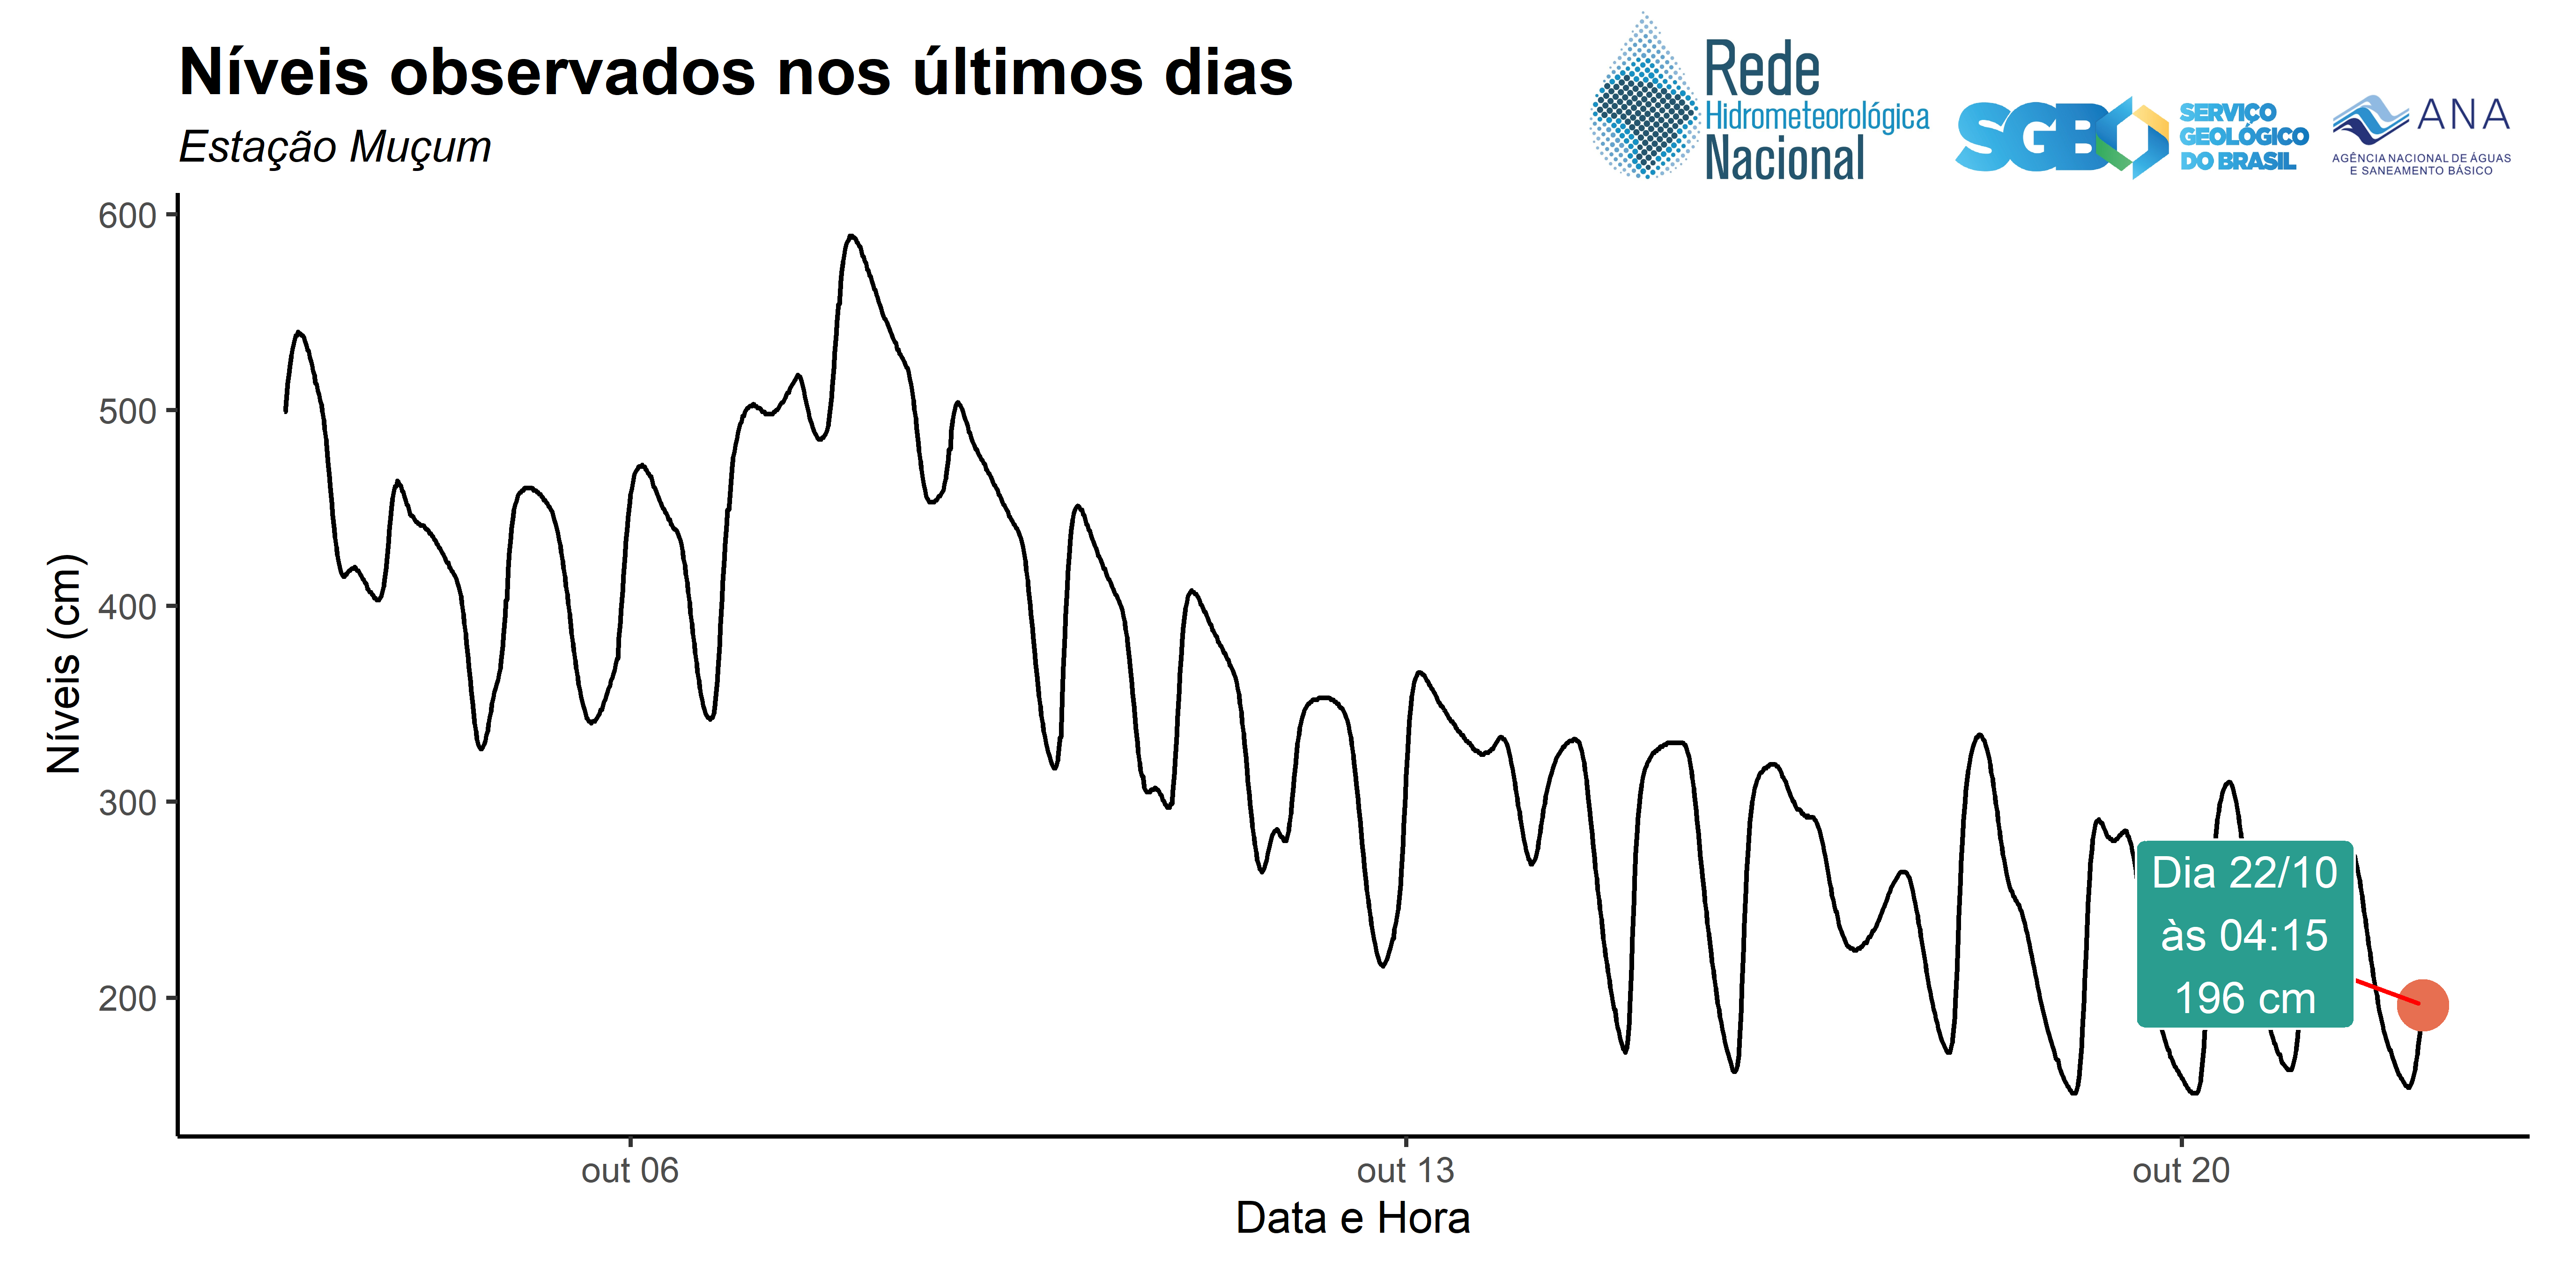 Níveis observados nos últimos dias
Estação Muçum
Rede
Hidrometeorológica
Nacional
SGB
SERVIÇO
GEOLÓGICO
DO BRASIL
ANA
AGÊNCIA NACIONAL DE ÁGUAS
E SANEAMENTO BÁSICO
600
500
400
300
200
Níveis (cm)
Dia 22/10
às 04:15
196 cm
out 06
out 13
out 20
Data e Hora